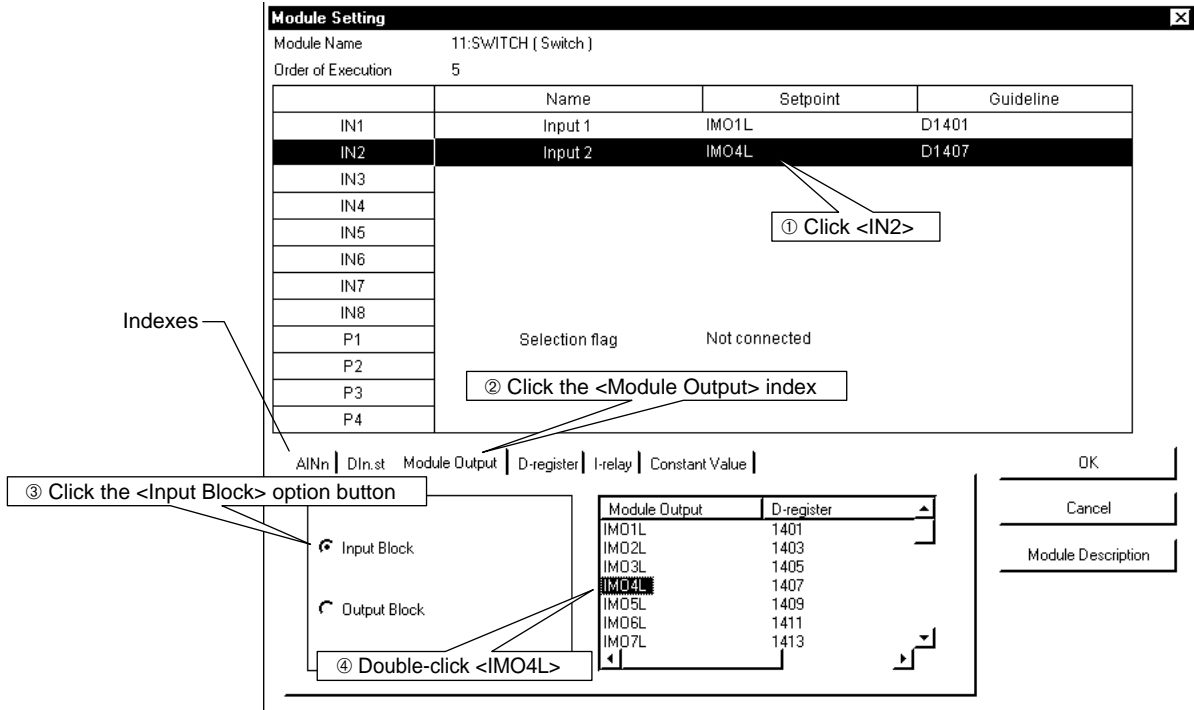 Module Setting
Module Name 11:SWITCH ( Switch )
Order of Execution 5
Name Setpoint Guideline
IN1 Input 1 IMO1L D1401
IN2 Input 2 IMO4L D1407
IN3
IN4
① Click <IN2>
IN5
IN6
IN7
IN8
Indexes
P1 Selection flag Not connected
P2
② Click the <Module Output> index
P3
P4
AINn DIn.st Module Output D-register I-relay Constant Value
OK
③ Click the <Input Block> option button
Module Output D-register
Cancel
IMO1L 1401
Input Block
IMO2L 1403
Module Description
IMO3L 1405
IMO4L 1407
Output Block
IMO5L 1409
IMO6L 1411
IMO7L 1413
④ Double-click <IMO4L>